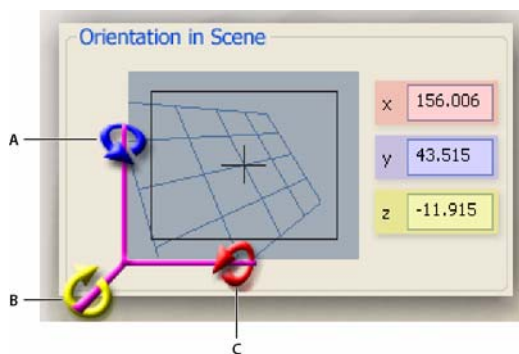 Orientation in Scene
x 156.006
A
y 43.515
z -11.915
B
C